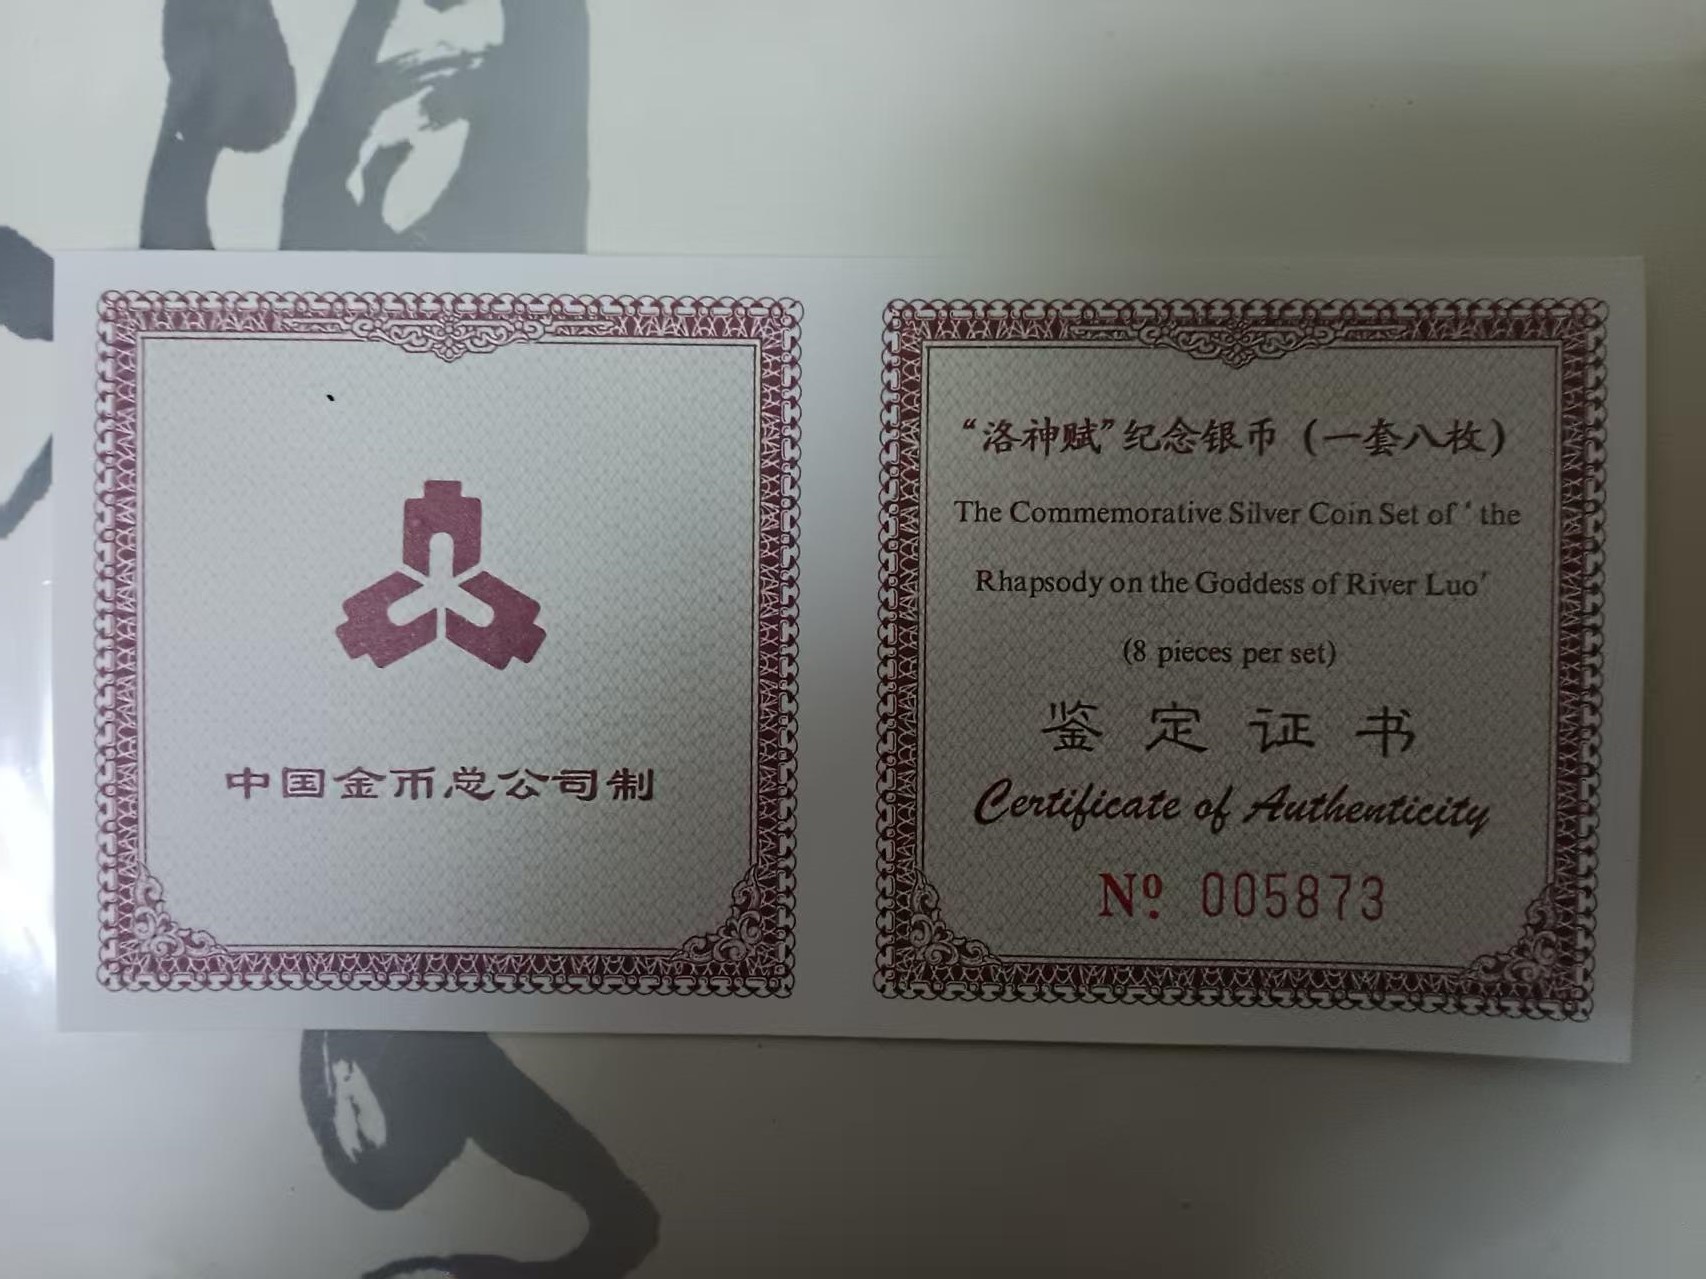 中国金币总公司制
“洛神赋”纪念银币（一套八枚）
The Commemorative Silver Coin Set of ‘ the
Rhapsody on the Goddess of River Luo’
(8 pieces per set)
鉴定证书
Certificate of Authenticity
Nº 005873